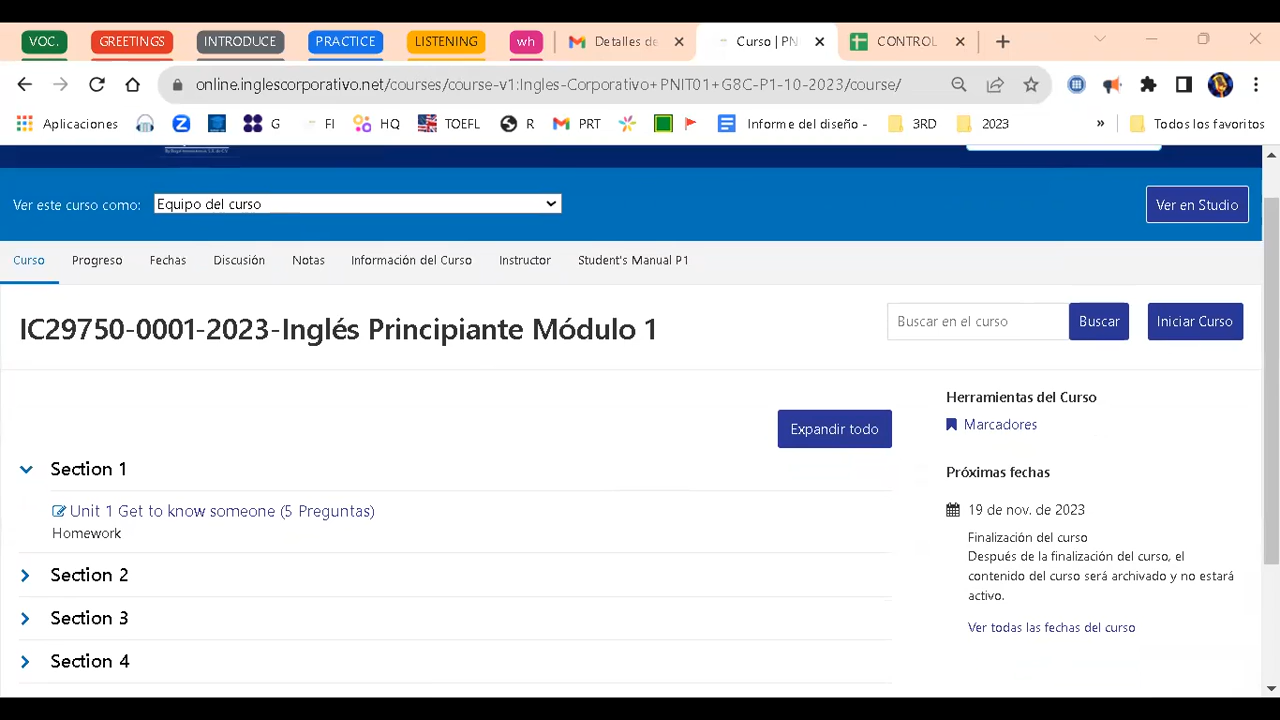 VOC. GREETINGS INTRODUCE PRACTICE LISTENING wh Detalles de Curso | PN CONTROL
online.inglescorporativo.net/courses/course-v1:Ingles-Corporativo+PNIT01+G8C-P1-10-2023/course/
Aplicaciones G FI HQ TOEFL R PRT Informe del diseño - 3RD 2023 » Todos los favoritos
Ver este curso como: Equipo del curso Ver en Studio
Curso Progreso Fechas Discusión Notas Información del Curso Instructor Student's Manual P1
IC29750-0001-2023-Inglés Principiante Módulo 1
Buscar en el curso Buscar Iniciar Curso
Herramientas del Curso
Marcadores
Expandir todo
Section 1
Unit 1 Get to know someone (5 Preguntas)
Homework
Section 2
Section 3
Section 4
Próximas fechas
19 de nov. de 2023
Finalización del curso
Después de la finalización del curso, el
contenido del curso será archivado y no estará
activo.
Ver todas las fechas del curso